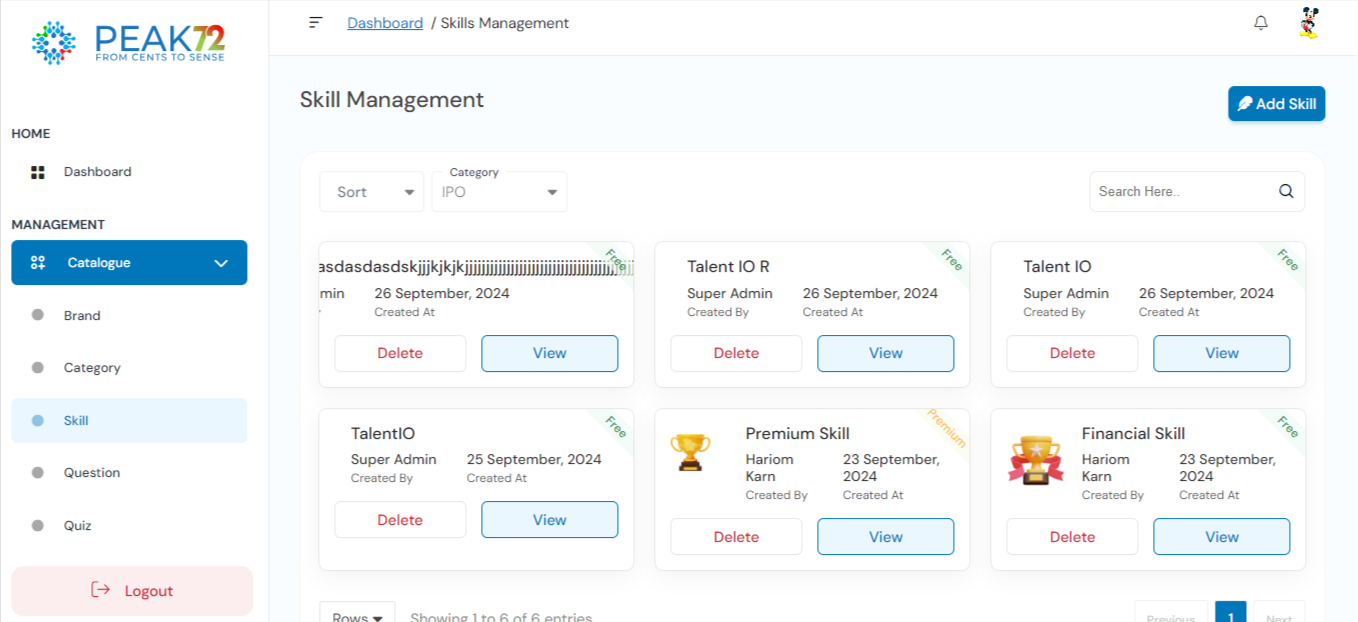 PEAK72
FROM CENTS TO SENSE
Dashboard / Skills Management
Skill Management
Add Skill
HOME
Dashboard
MANAGEMENT
Catalogue
Brand
Category
Skill
Question
Quiz
Logout
Sort
Category
IPO
Search Here..
Free
26 September, 2024
Created At
Delete
View
Talent IO R
Free
Super Admin
26 September, 2024
Created By
Created At
Delete
View
Talent IO
Free
Super Admin
26 September, 2024
Created By
Created At
Delete
View
TalentIO
Free
Super Admin
25 September, 2024
Created By
Created At
Delete
View
Premium Skill
Premium
Hariom
Karn
23 September,
2024
Created By
Created At
Delete
View
Financial Skill
Free
Hariom
Karn
23 September,
2024
Created By
Created At
Delete
View
Rows
Showing 1 to 6 of 6 entries
Previous
1
Next